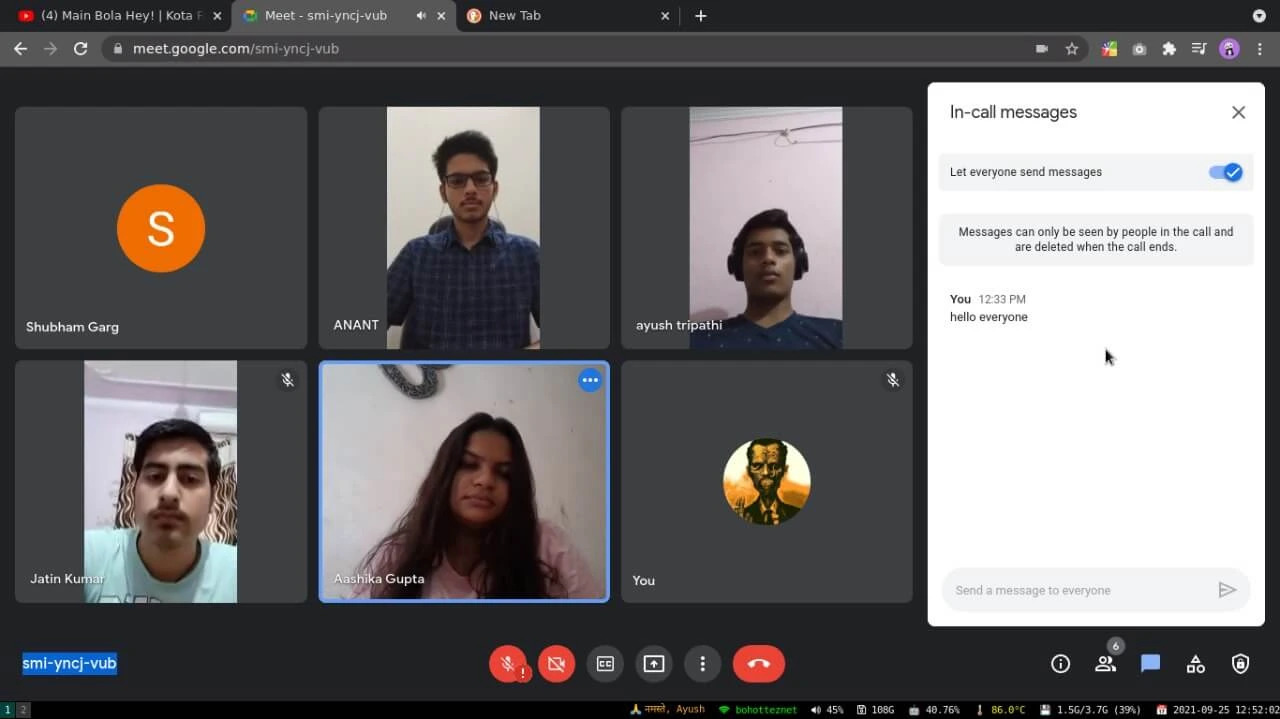 (4) Main Bola Hey! | Kota F
Meet - smi-yncj-vub
New Tab
meet.google.com/smi-yncj-vub
S
Shubham Garg
ANANT
ayush tripathi
Jatin Kumar
Aashika Gupta
You
In-call messages
Let everyone send messages
Messages can only be seen by people in the call and
are deleted when the call ends.
You 12:33 PM
hello everyone
Send a message to everyone
smi-yncj-vub
6
1 2
नमस्ते, Ayush bohotteznet 45% 108G 40.76% 86.0°C 1.5G/3.7G (39%) 2021-09-25 12:52:02